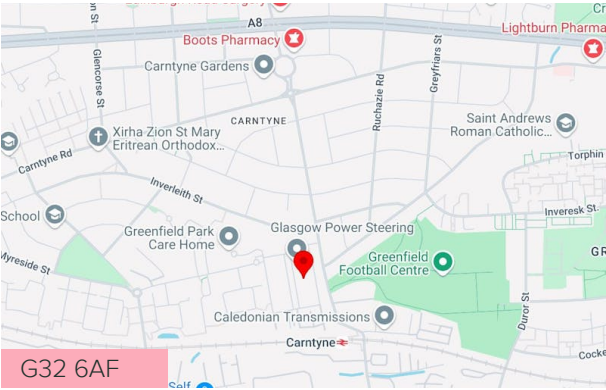 A8
Lightburn Pharma
Boots Pharmacy
Carntyne Gardens
Glencorse St
Greyfriars St
Ruchazie Rd
CARNTYNE
Saint Andrews
Roman Catholic...
Xirha-Zion St Mary
Eritrean Orthodox...
Carntyne Rd
Torphin
Inverleith St
School
Inveresk St.
Glasgow Power Steering
Greenfield Park
Care Home
Greenfield
Football Centre
GR
Myreside St
Duror St
Caledonian Transmissions
Carntyne
Cocke
G32 6AF
Self